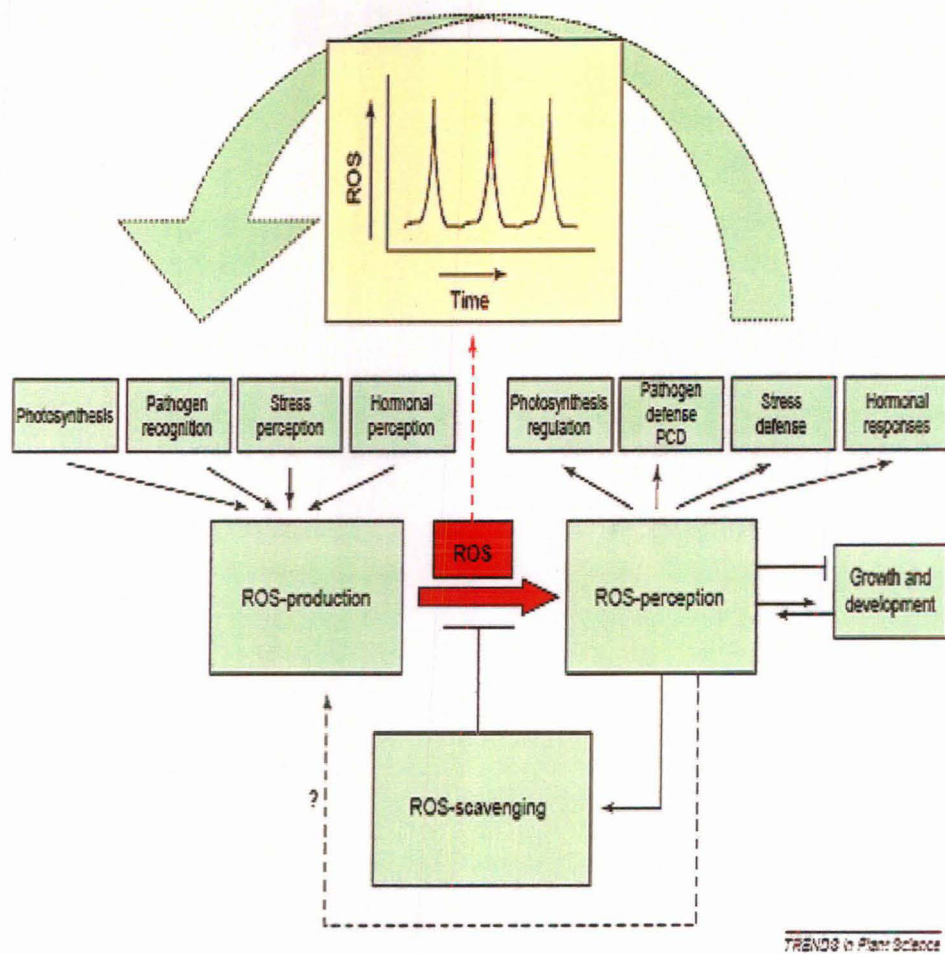 ROS
Time
Photosynthesis
Pathogen
recognition
Stress
perception
Hormonal
perception
Photosynthesis
regulation
Pathogen
defense
PCD
Stress
defense
Hormonal
responses
ROS-production
ROS
ROS-perception
Growth and
development
ROS-scavenging
?
TRENDS in Plant Science